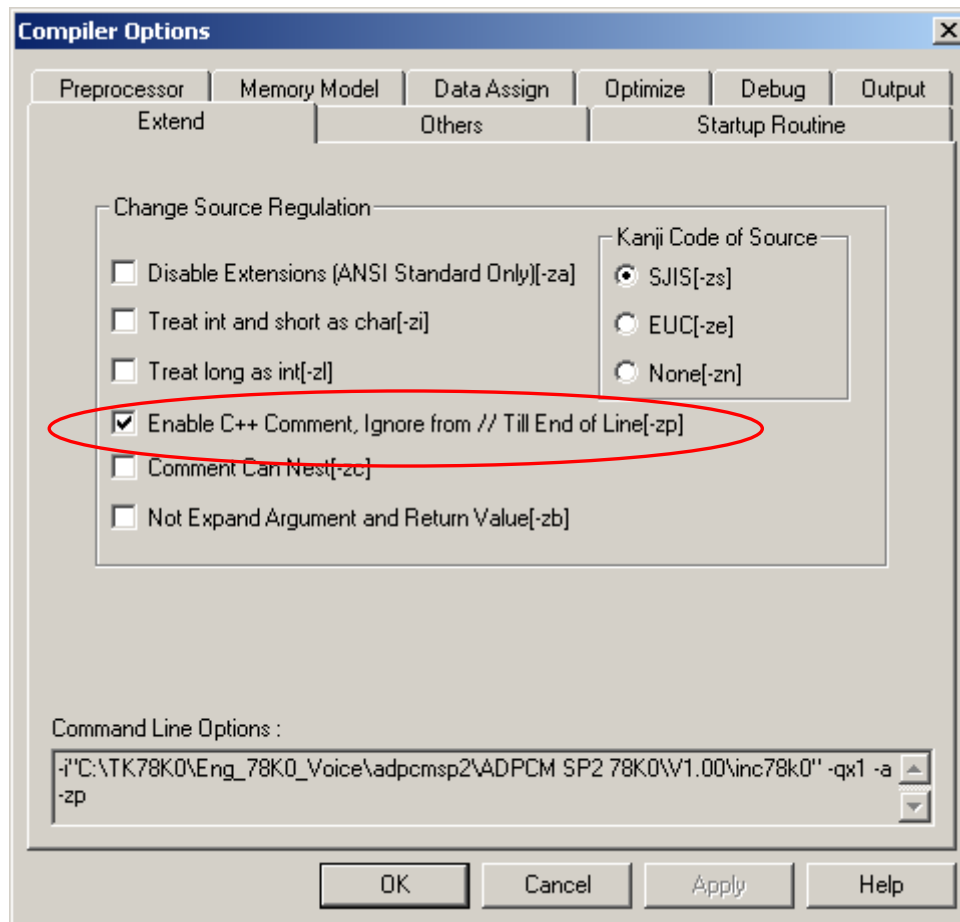 Compiler Options
Preprocessor Memory Model Data Assign Optimize Debug Output
Extend Others Startup Routine
Change Source Regulation
Kanji Code of Source
Disable Extensions (ANSI Standard Only)[-za]
SJIS[-zs]
Treat int and short as char[-zi]
EUC[-ze]
Treat long as int[-zl]
None[-zn]
Enable C++ Comment, Ignore from // Till End of Line[-zp]
Comment Can Nest[-zc]
Not Expand Argument and Return Value[-zb]
Command Line Options :
-i"C:\TK78K0\Eng_78K0_Voice\adpcmsp2\ADPCM SP2 78K0\V1.00\inc78k0" -qx1 -a
-zp
OK Cancel Apply Help